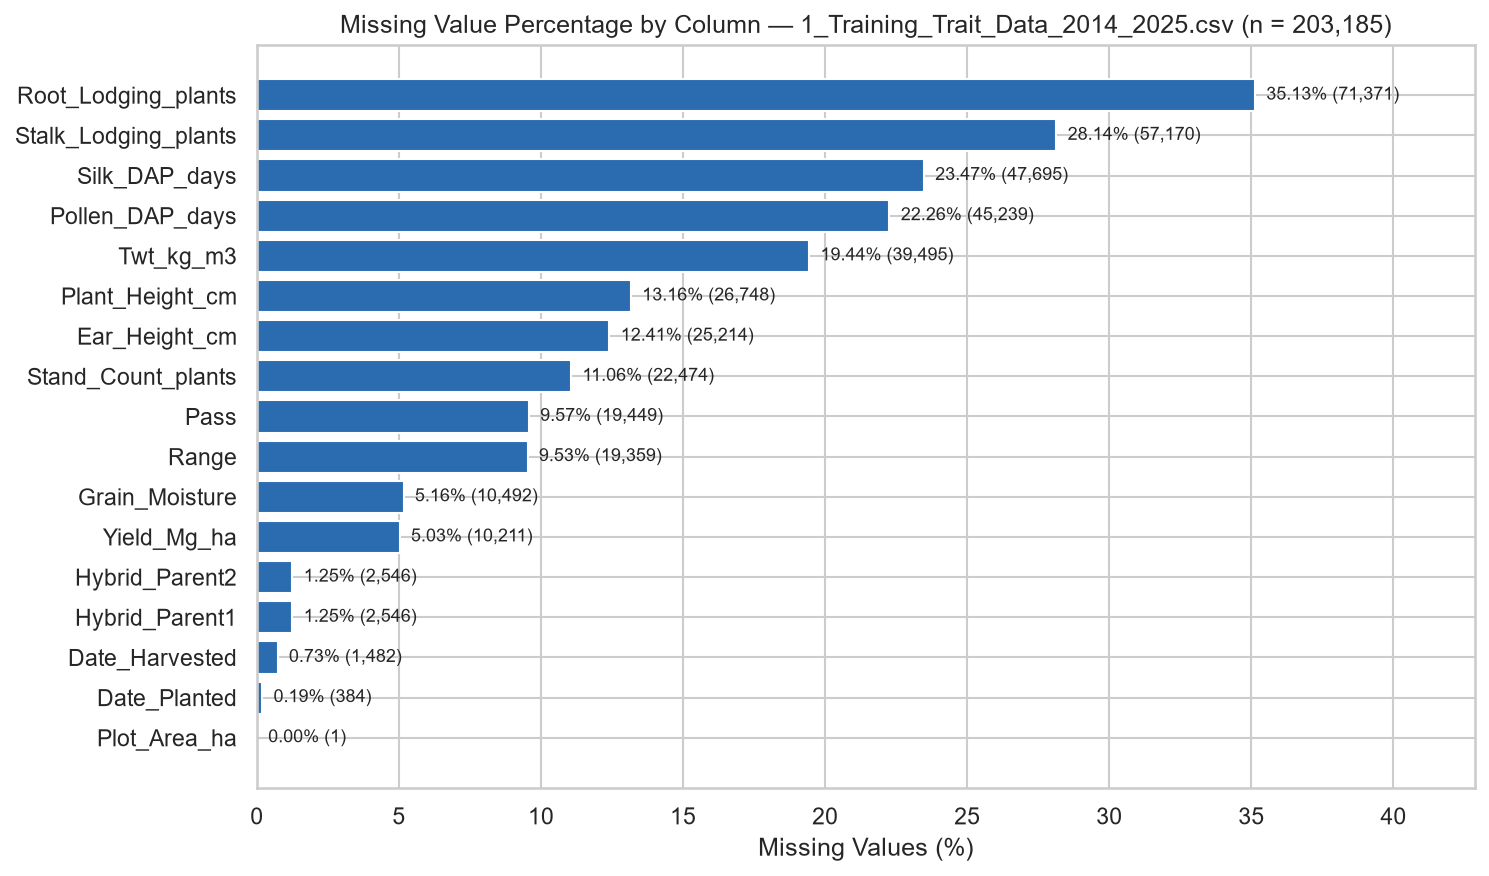 Missing Value Percentage by Column — 1_Training_Trait_Data_2014_2025.csv (n = 203,185)
Root_Lodging_plants 35.13% (71,371)
Stalk_Lodging_plants 28.14% (57,170)
Silk_DAP_days 23.47% (47,695)
Pollen_DAP_days 22.26% (45,239)
Twt_kg_m3 19.44% (39,495)
Plant_Height_cm 13.16% (26,748)
Ear_Height_cm 12.41% (25,214)
Stand_Count_plants 11.06% (22,474)
Pass 9.57% (19,449)
Range 9.53% (19,359)
Grain_Moisture 5.16% (10,492)
Yield_Mg_ha 5.03% (10,211)
Hybrid_Parent2 1.25% (2,546)
Hybrid_Parent1 1.25% (2,546)
Date_Harvested 0.73% (1,482)
Date_Planted 0.19% (384)
Plot_Area_ha 0.00% (1)
0 5 10 15 20 25 30 35 40
Missing Values (%)